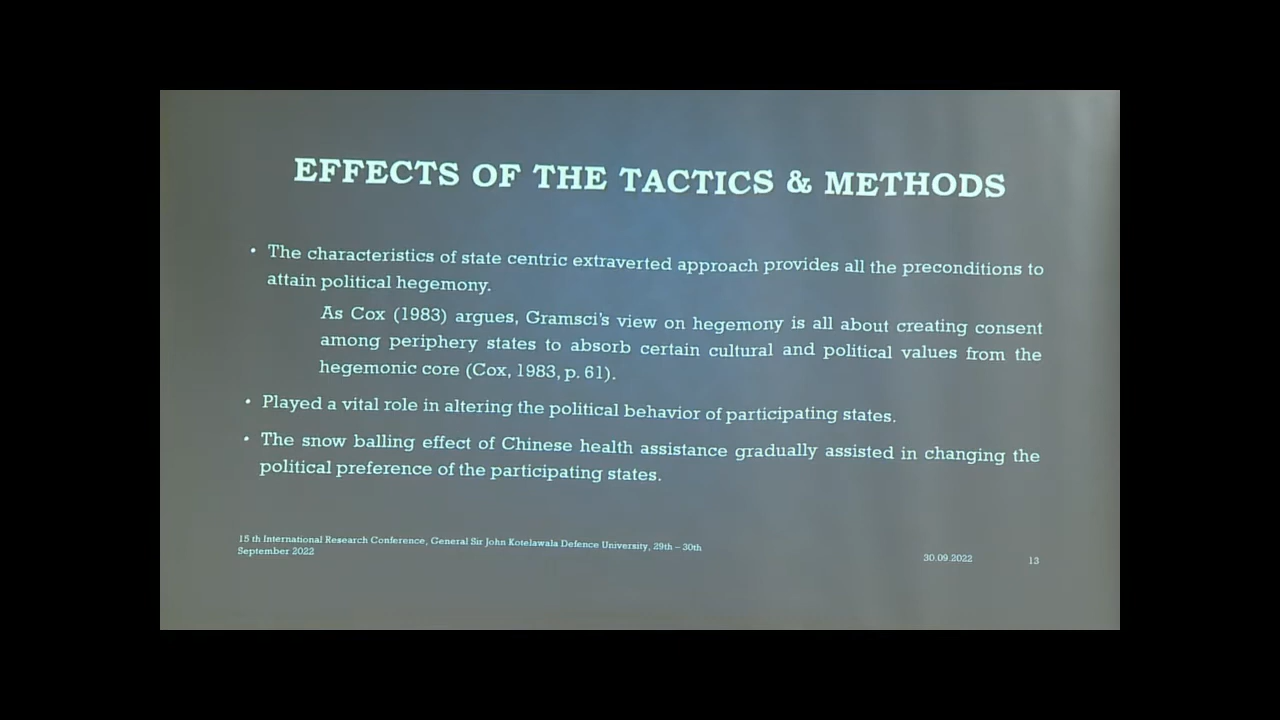 EFFECTS OF THE TACTICS & METHODS
• The characteristics of state centric extraverted approach provides all the preconditions to
attain political hegemony.
As Cox (1983) argues, Gramsci's view on hegemony is all about creating consent
among periphery states to absorb certain cultural and political values from the
hegemonic core (Cox, 1983, p. 61).
• Played a vital role in altering the political behavior of participating states.
• The snow balling effect of Chinese health assistance gradually assisted in changing the
political preference of the participating states.
15 th International Research Conference, General Sir John Kotelawala Defence University, 29th – 30th
September 2022
30.09.2022
13